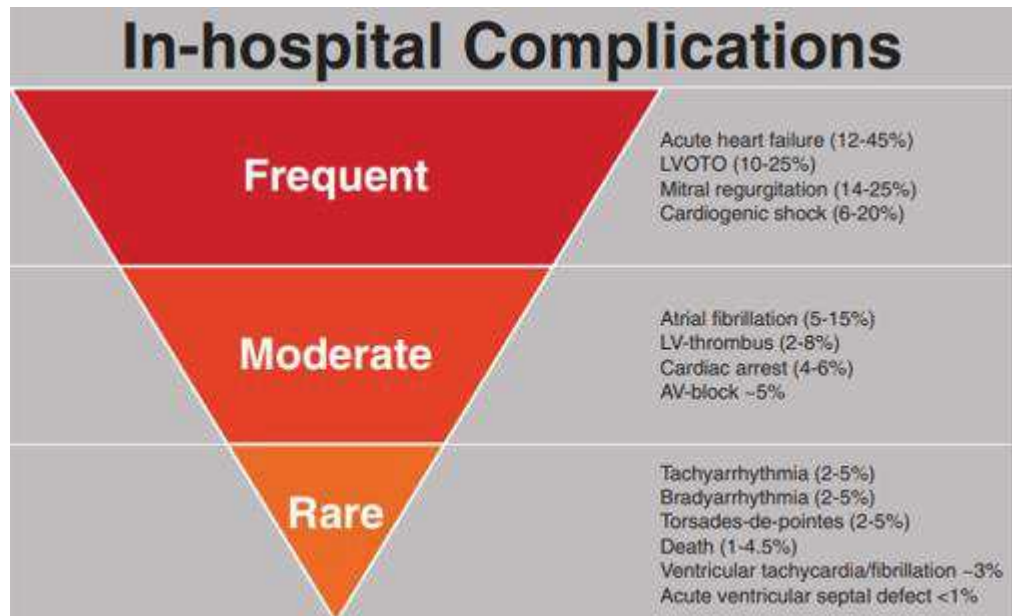 In-hospital Complications
Frequent
Acute heart failure (12-45%)
LVOTO (10-25%)
Mitral regurgitation (14-25%)
Cardiogenic shock (6-20%)
Moderate
Atrial fibrillation (5-15%)
LV-thrombus (2-8%)
Cardiac arrest (4-6%)
AV-block ~5%
Rare
Tachyarrhythmia (2-5%)
Bradyarrhythmia (2-5%)
Torsades-de-pointes (2-5%)
Death (1-4.5%)
Ventricular tachycardia/fibrillation ~3%
Acute ventricular septal defect <1%